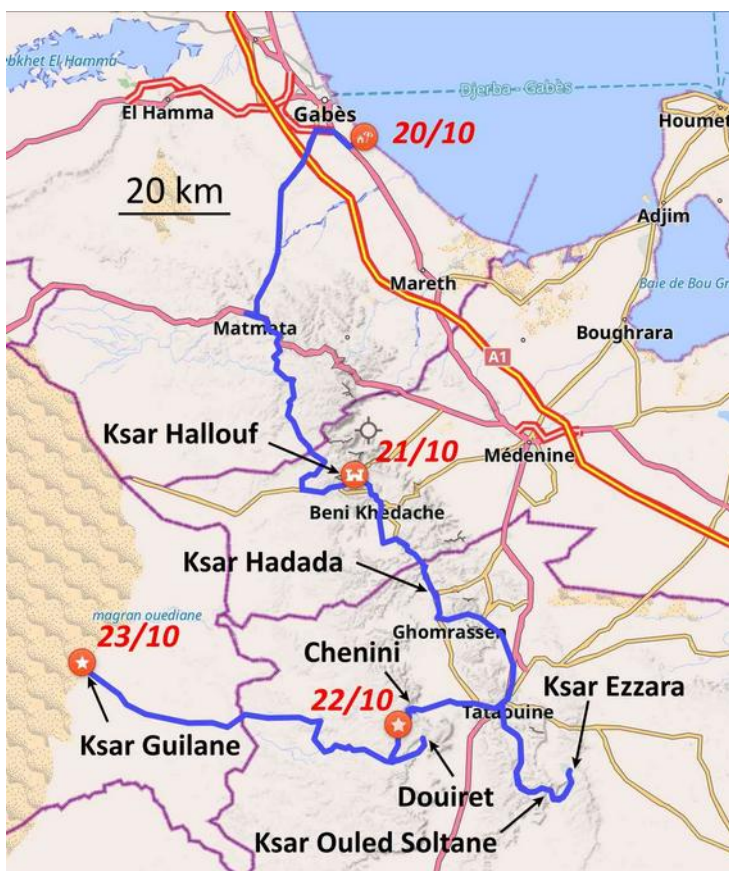 bkhet El Hamma
El Hamma
Gabès
20/10
Djerba - Gabès
Houmet
20 km
Adjim
Mareth
Baie de Bou Gr
Matmata
Boughrara
A1
Ksar Hallouf
21/10
Médenine
Beni Khedache
Ksar Hadada
magran ouediane
23/10
Ghomrassen
Chenini
Ksar Ezzara
22/10
Tataouine
Ksar Guilane
Douiret
Ksar Ouled Soltane